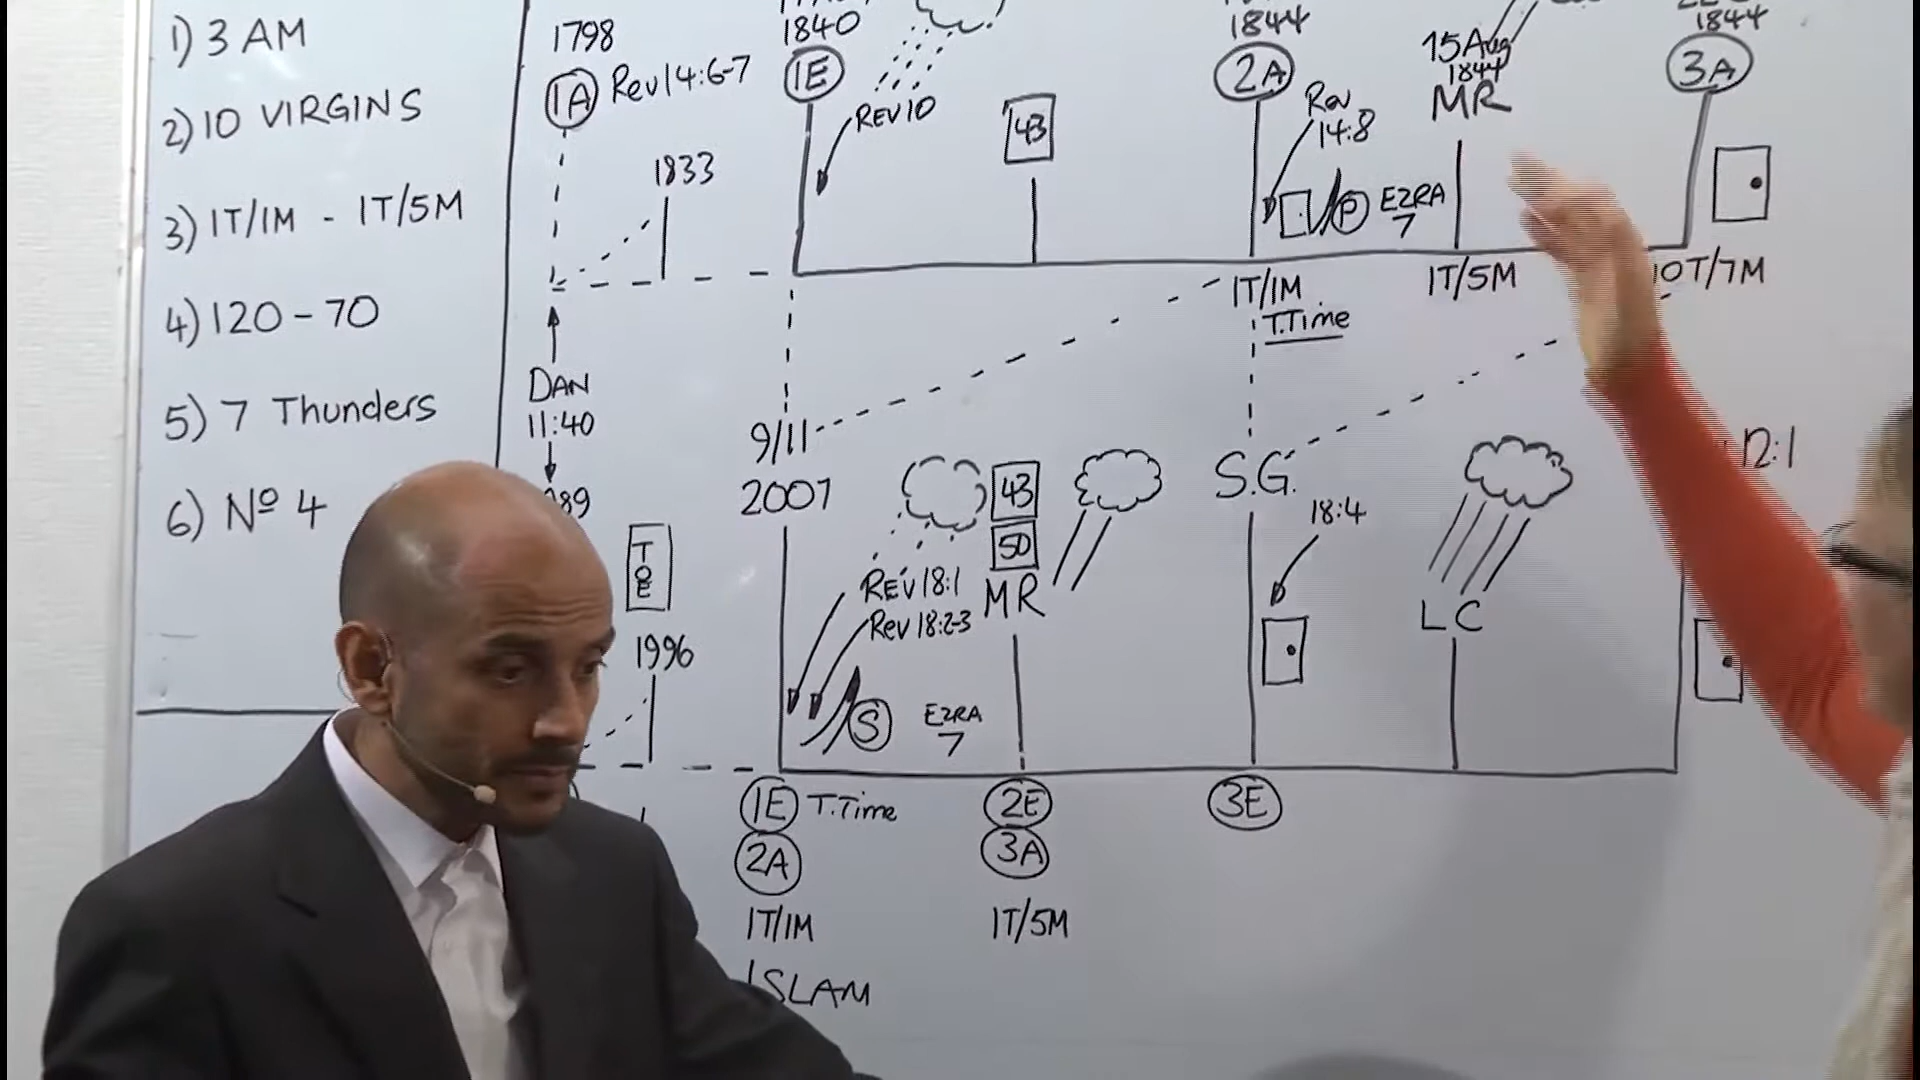 1) 3 AM
2) 10 VIRGINS
3) 1T/1M - 1T/5M
4) 120 - 70
5) 7 Thunders
6) Nº 4
1798
1A Rev 14:6-7
1833
1840
1E
REV 10
43
1844
2A
Rev
14:8
P EZRA
7
15 Aug
1844
MR
1844
3A
1T/1M
T.Time
1T/5M
10T/7M
DAN
11:40
89
TOE
1996
9/11
2001
43
50
MR
REV 18:1
Rev 18:2-3
S EZRA
7
S.G.
18:4
LC
12:1
1E T.Time
2A
1T/1M
ISLAM
2E
3A
1T/5M
3E